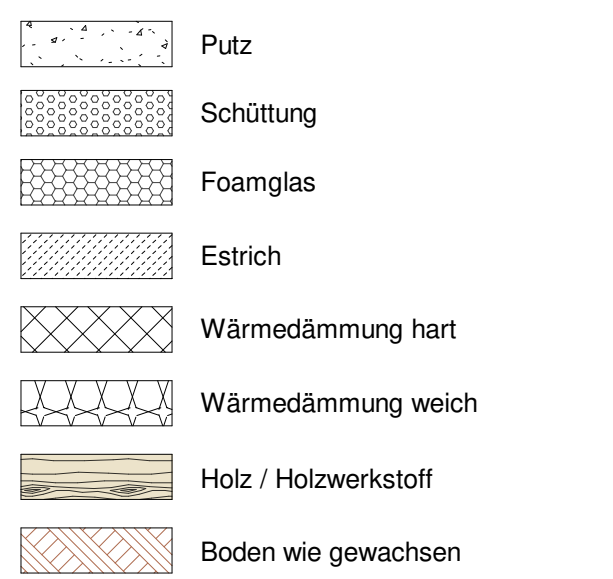 Putz
Schüttung
Foamglas
Estrich
Wärmedämmung hart
Wärmedämmung weich
Holz / Holzwerkstoff
Boden wie gewachsen